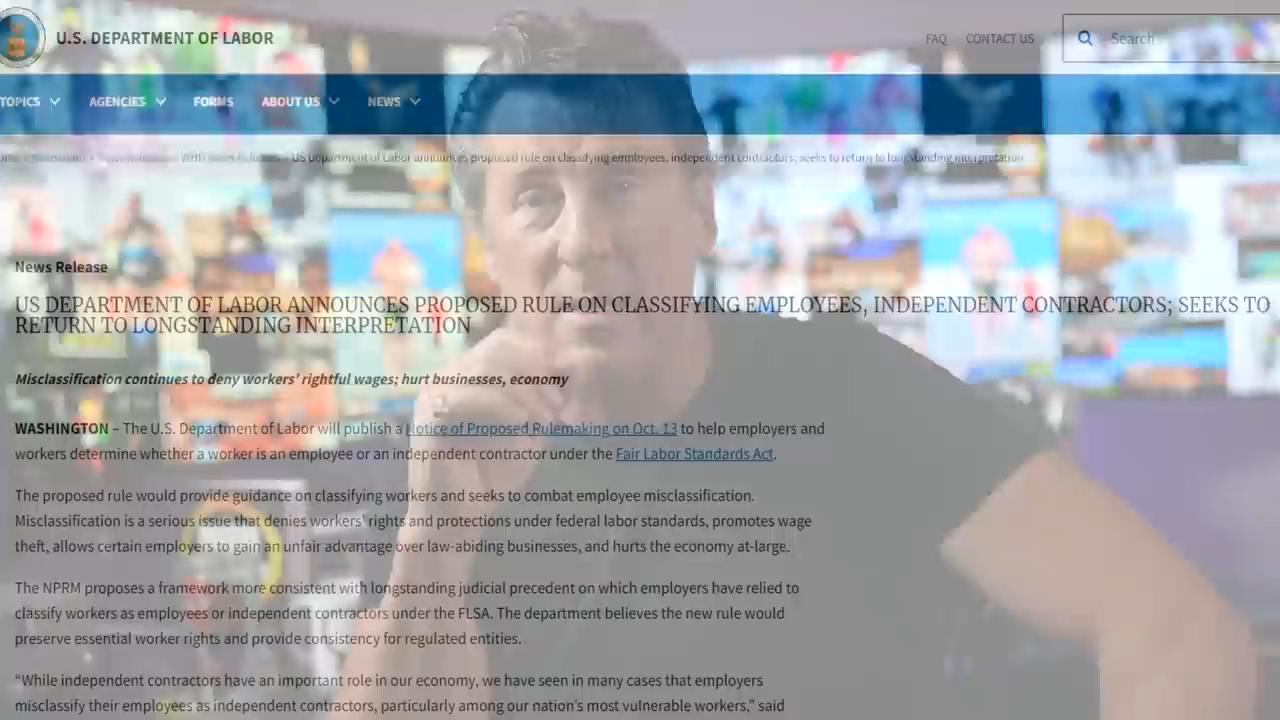 U.S. DEPARTMENT OF LABOR
FAQ CONTACT US Search
TOPICS AGENCIES FORMS ABOUT US NEWS
US Department of Labor announces proposed rule on classifying employees, independent contractors; seeks to return to longstanding interpretation
News Release
US DEPARTMENT OF LABOR ANNOUNCES PROPOSED RULE ON CLASSIFYING EMPLOYEES, INDEPENDENT CONTRACTORS; SEEKS TO
RETURN TO LONGSTANDING INTERPRETATION
Misclassification continues to deny workers' rightful wages; hurt businesses, economy
WASHINGTON – The U.S. Department of Labor will publish a Notice of Proposed Rulemaking on Oct. 13 to help employers and
workers determine whether a worker is an employee or an independent contractor under the Fair Labor Standards Act.
The proposed rule would provide guidance on classifying workers and seeks to combat employee misclassification.
Misclassification is a serious issue that denies workers' rights and protections under federal labor standards, promotes wage
theft, allows certain employers to gain an unfair advantage over law-abiding businesses, and hurts the economy at-large.
The NPRM proposes a framework more consistent with longstanding judicial precedent on which employers have relied to
classify workers as employees or independent contractors under the FLSA. The department believes the new rule would
preserve essential worker rights and provide consistency for regulated entities.
“While independent contractors have an important role in our economy, we have seen in many cases that employers
misclassify their employees as independent contractors, particularly among our nation's most vulnerable workers,” said